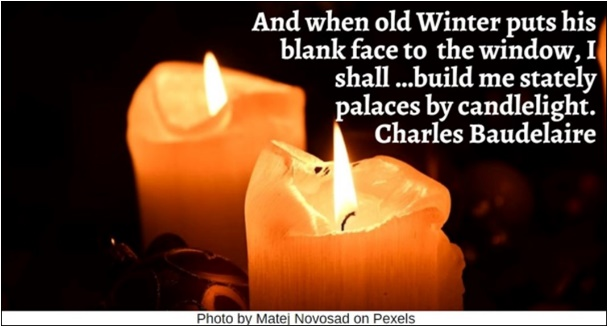 And when old Winter puts his
blank face to the window, I
shall ...build me stately
palaces by candlelight.
Charles Baudelaire
Photo by Matej Novosad on Pexels